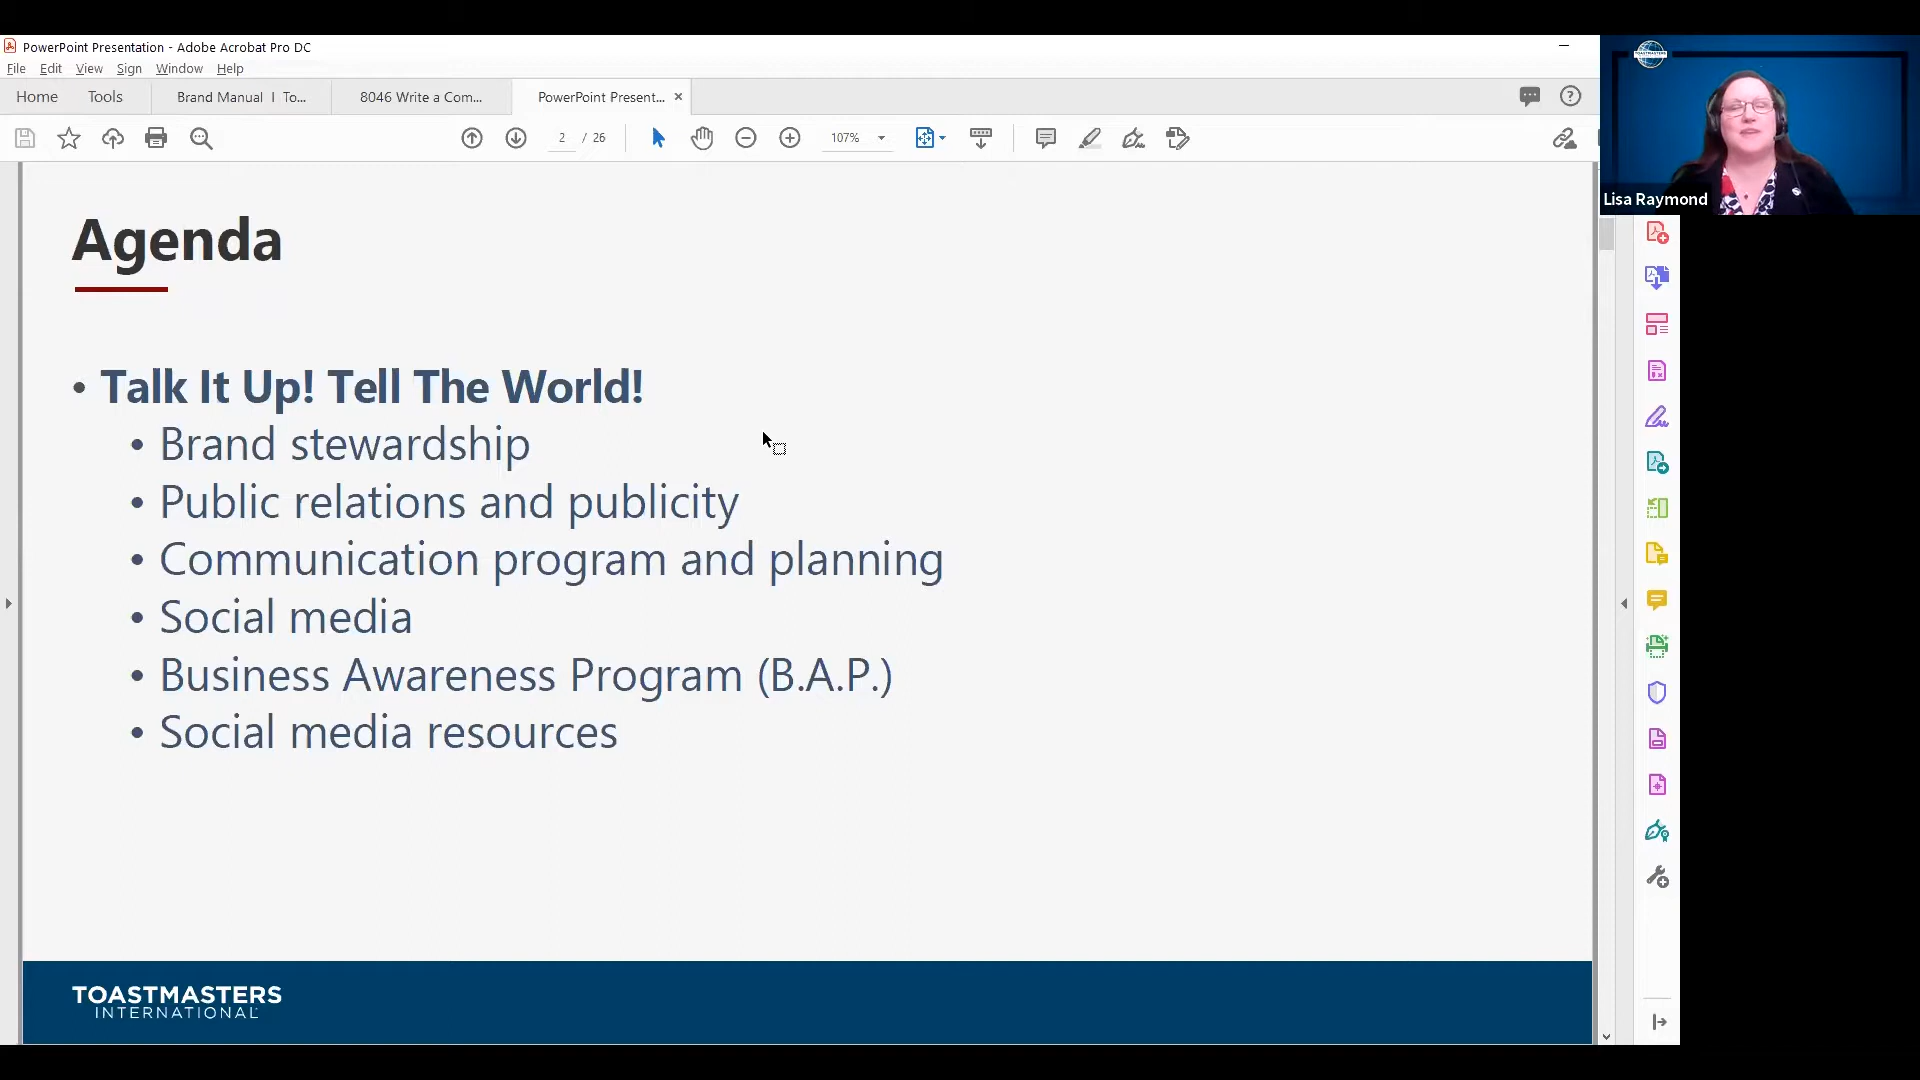 PowerPoint Presentation - Adobe Acrobat Pro DC
File Edit View Sign Window Help
Home Tools Brand Manual I To... 8046 Write a Com... PowerPoint Present... ×
2 / 26 107%
TOASTMASTERS
Lisa Raymond
Agenda
• Talk It Up! Tell The World!
• Brand stewardship
• Public relations and publicity
• Communication program and planning
• Social media
• Business Awareness Program (B.A.P.)
• Social media resources
TOASTMASTERS
INTERNATIONAL